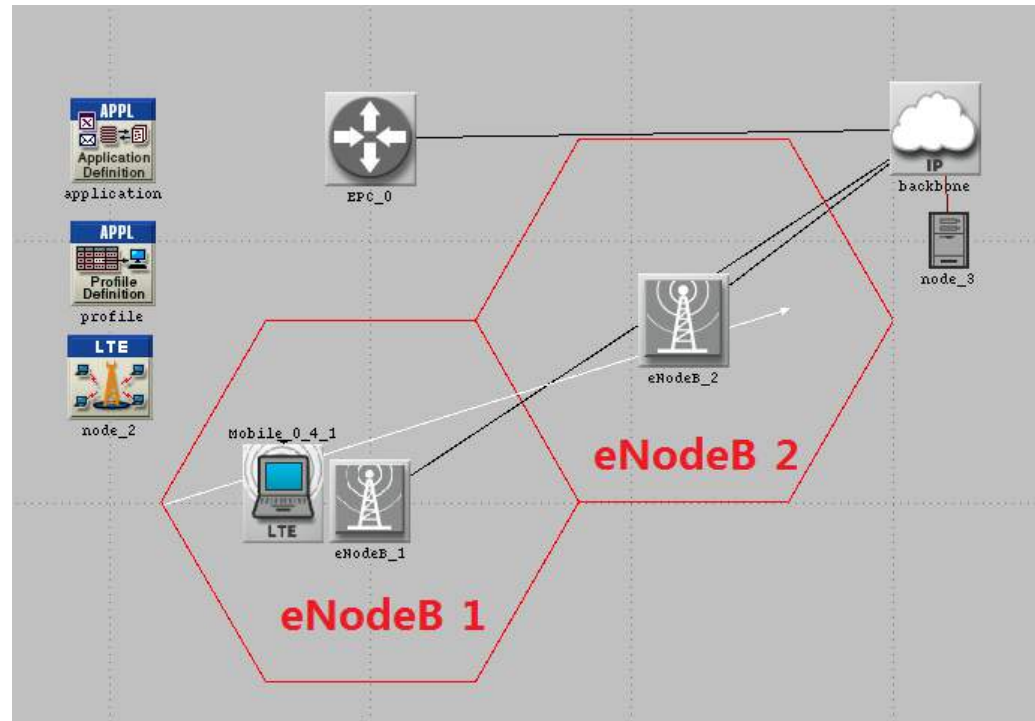 APPL
Application
Definition
application
EPC_0
IP
backbone
APPL
Profile
Definition
profile
node_3
LTE
node_2
eNodeB_2
Mobile_0_4_1
LTE
eNodeB_1
eNodeB 2
eNodeB 1